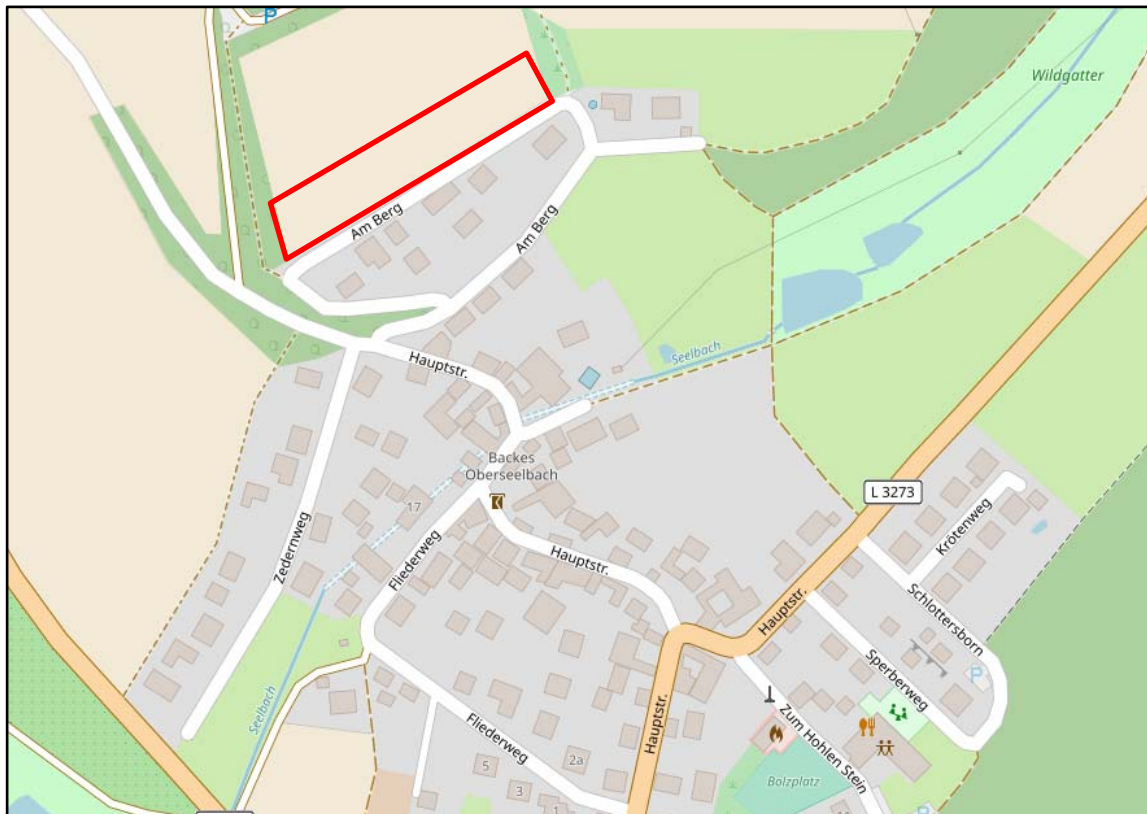 P
Wildgatter
Am Berg
Am Berg
Seelbach
Hauptstr.
Backes
Oberseelbach
L 3273
17
Krötenweg
Zedernweg
Fliederweg
Hauptstr.
Schlottersborn
Hauptstr.
Sperberweg
P
Seelbach
Fliederweg
Hauptstr.
Zum Hohlen Stein
2a
5
3
1
Bolzplatz
P